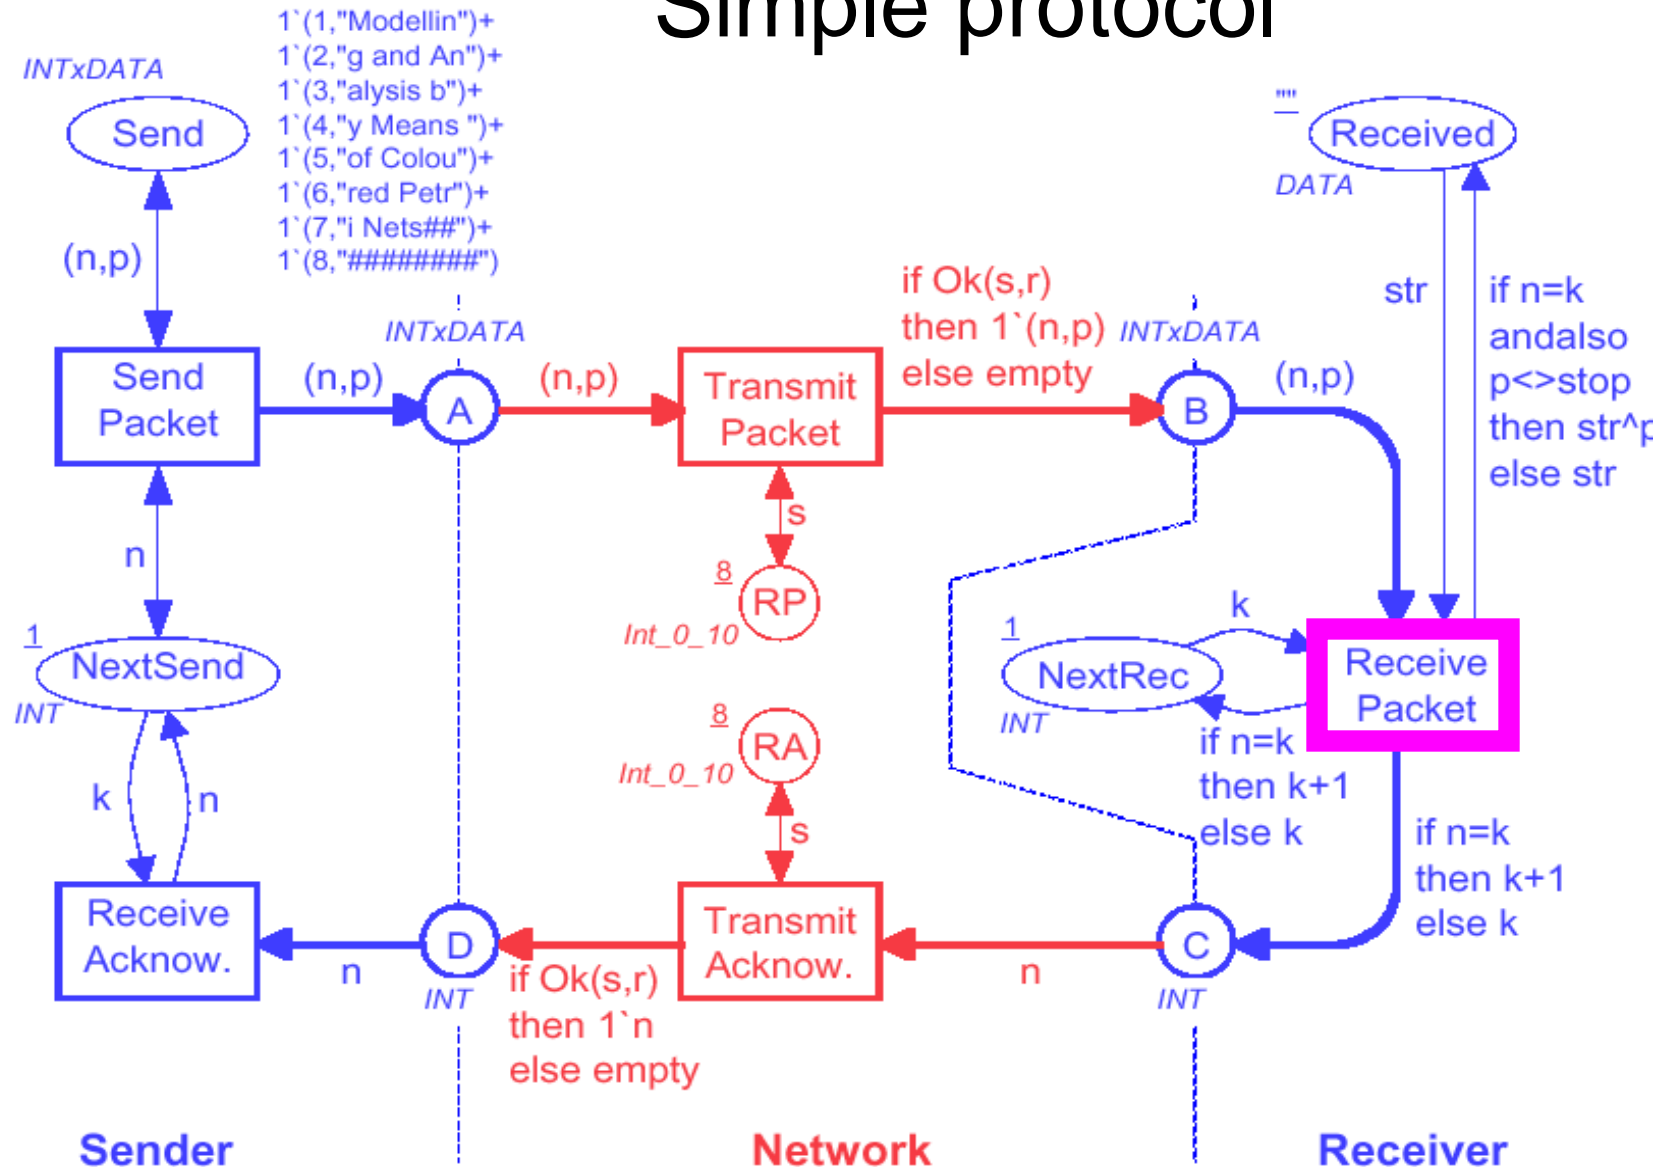 Simple protocol
1`(1,"Modellin")+
1`(2,"g and An")+
1`(3,"alysis b")+
1`(4,"y Means ")+
1`(5,"of Colou")+
1`(6,"red Petr")+
1`(7,"i Nets##")+
1`(8,"########")
INTxDATA
Send
(n,p)
Send
Packet
(n,p)
INTxDATA
A
(n,p)
Transmit
Packet
if Ok(s,r)
then 1`(n,p)
else empty
INTxDATA
B
(n,p)
""
Received
DATA
str
if n=k
andalso
p<>stop
then str^p
else str
n
s
8
RP
Int_0_10
1
NextSend
INT
8
RA
Int_0_10
s
1
NextRec
INT
k
Receive
Packet
if n=k
then k+1
else k
if n=k
then k+1
else k
k
n
Receive
Acknow.
n
D
INT
if Ok(s,r)
then 1`n
else empty
Transmit
Acknow.
n
C
INT
Sender
Network
Receiver